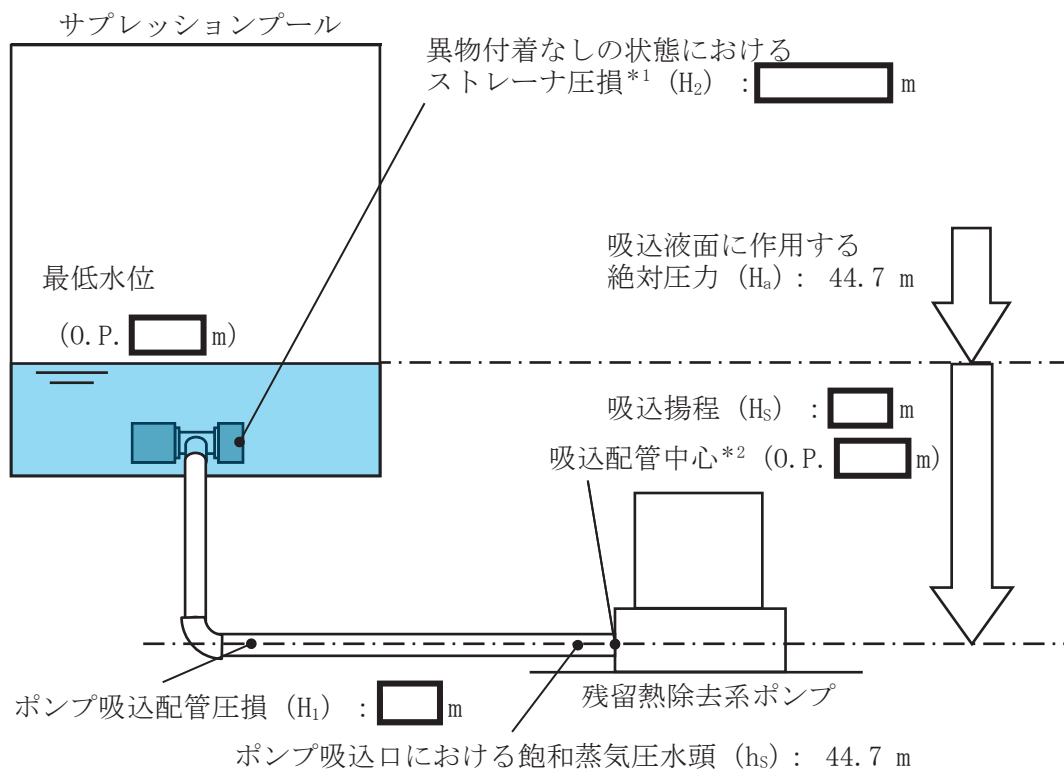 サプレッションプール
異物付着なしの状態における
ストレーナ圧損*1 (H2) : m
吸込液面に作用する
絶対圧力 (Ha) : 44.7 m
最低水位
(O.P. m)
吸込揚程 (HS) : m
吸込配管中心*2 (O.P. m)
残留熱除去系ポンプ
ポンプ吸込配管圧損 (H1) : m
ポンプ吸込口における飽和蒸気圧水頭 (hS) : 44.7 m